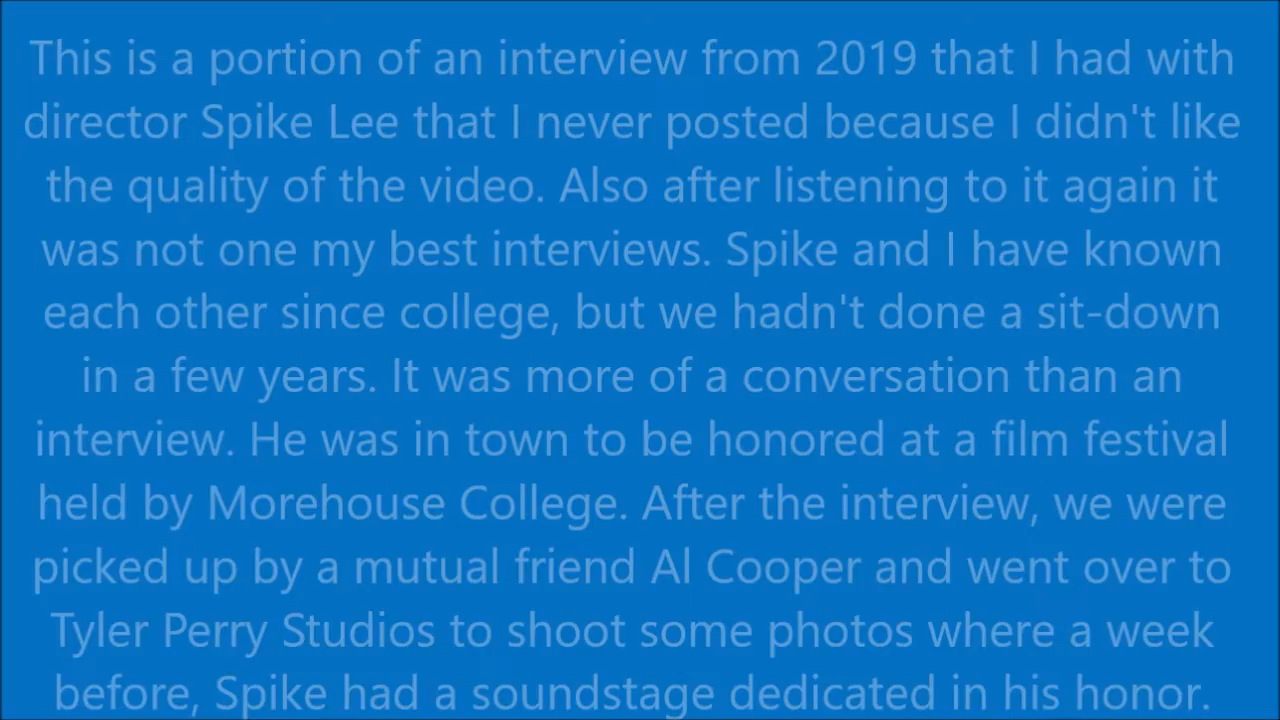 This is a portion of an interview from 2019 that I had with
director Spike Lee that I never posted because I didn't like
the quality of the video. Also after listening to it again it
was not one my best interviews. Spike and I have known
each other since college, but we hadn't done a sit-down
in a few years. It was more of a conversation than an
interview. He was in town to be honored at a film festival
held by Morehouse College. After the interview, we were
picked up by a mutual friend Al Cooper and went over to
Tyler Perry Studios to shoot some photos where a week
before, Spike had a soundstage dedicated in his honor.